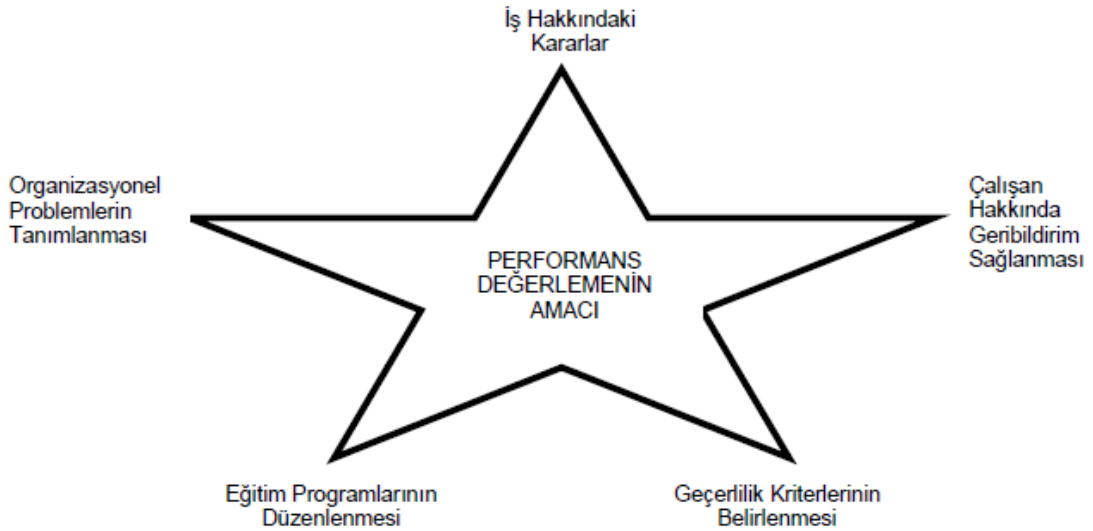 İş Hakkındaki
Kararlar
Organizasyonel
Problemlerin
Tanımlanması
Çalışan
Hakkında
Geribildirim
Sağlanması
PERFORMANS
DEĞERLEMENİN
AMACI
Eğitim Programlarının
Düzenlenmesi
Geçerlilik Kriterlerinin
Belirlenmesi